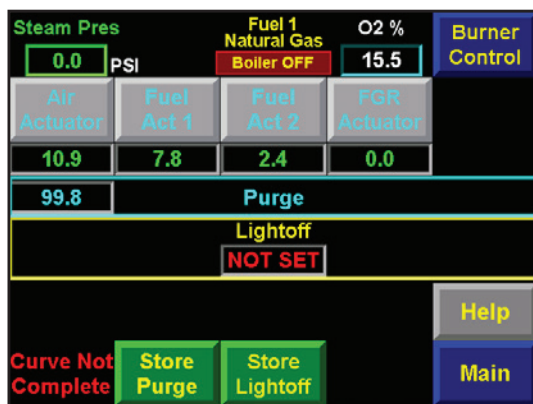 Steam Pres
0.0 PSI
Fuel 1
Natural Gas
Boiler OFF
O2 %
15.5
Burner
Control
Air
Actuator
Fuel
Act 1
Fuel
Act 2
FGR
Actuator
10.9 7.8 2.4 0.0
99.8 Purge
Lightoff
NOT SET
Help
Curve Not
Complete
Store
Purge
Store
Lightoff
Main